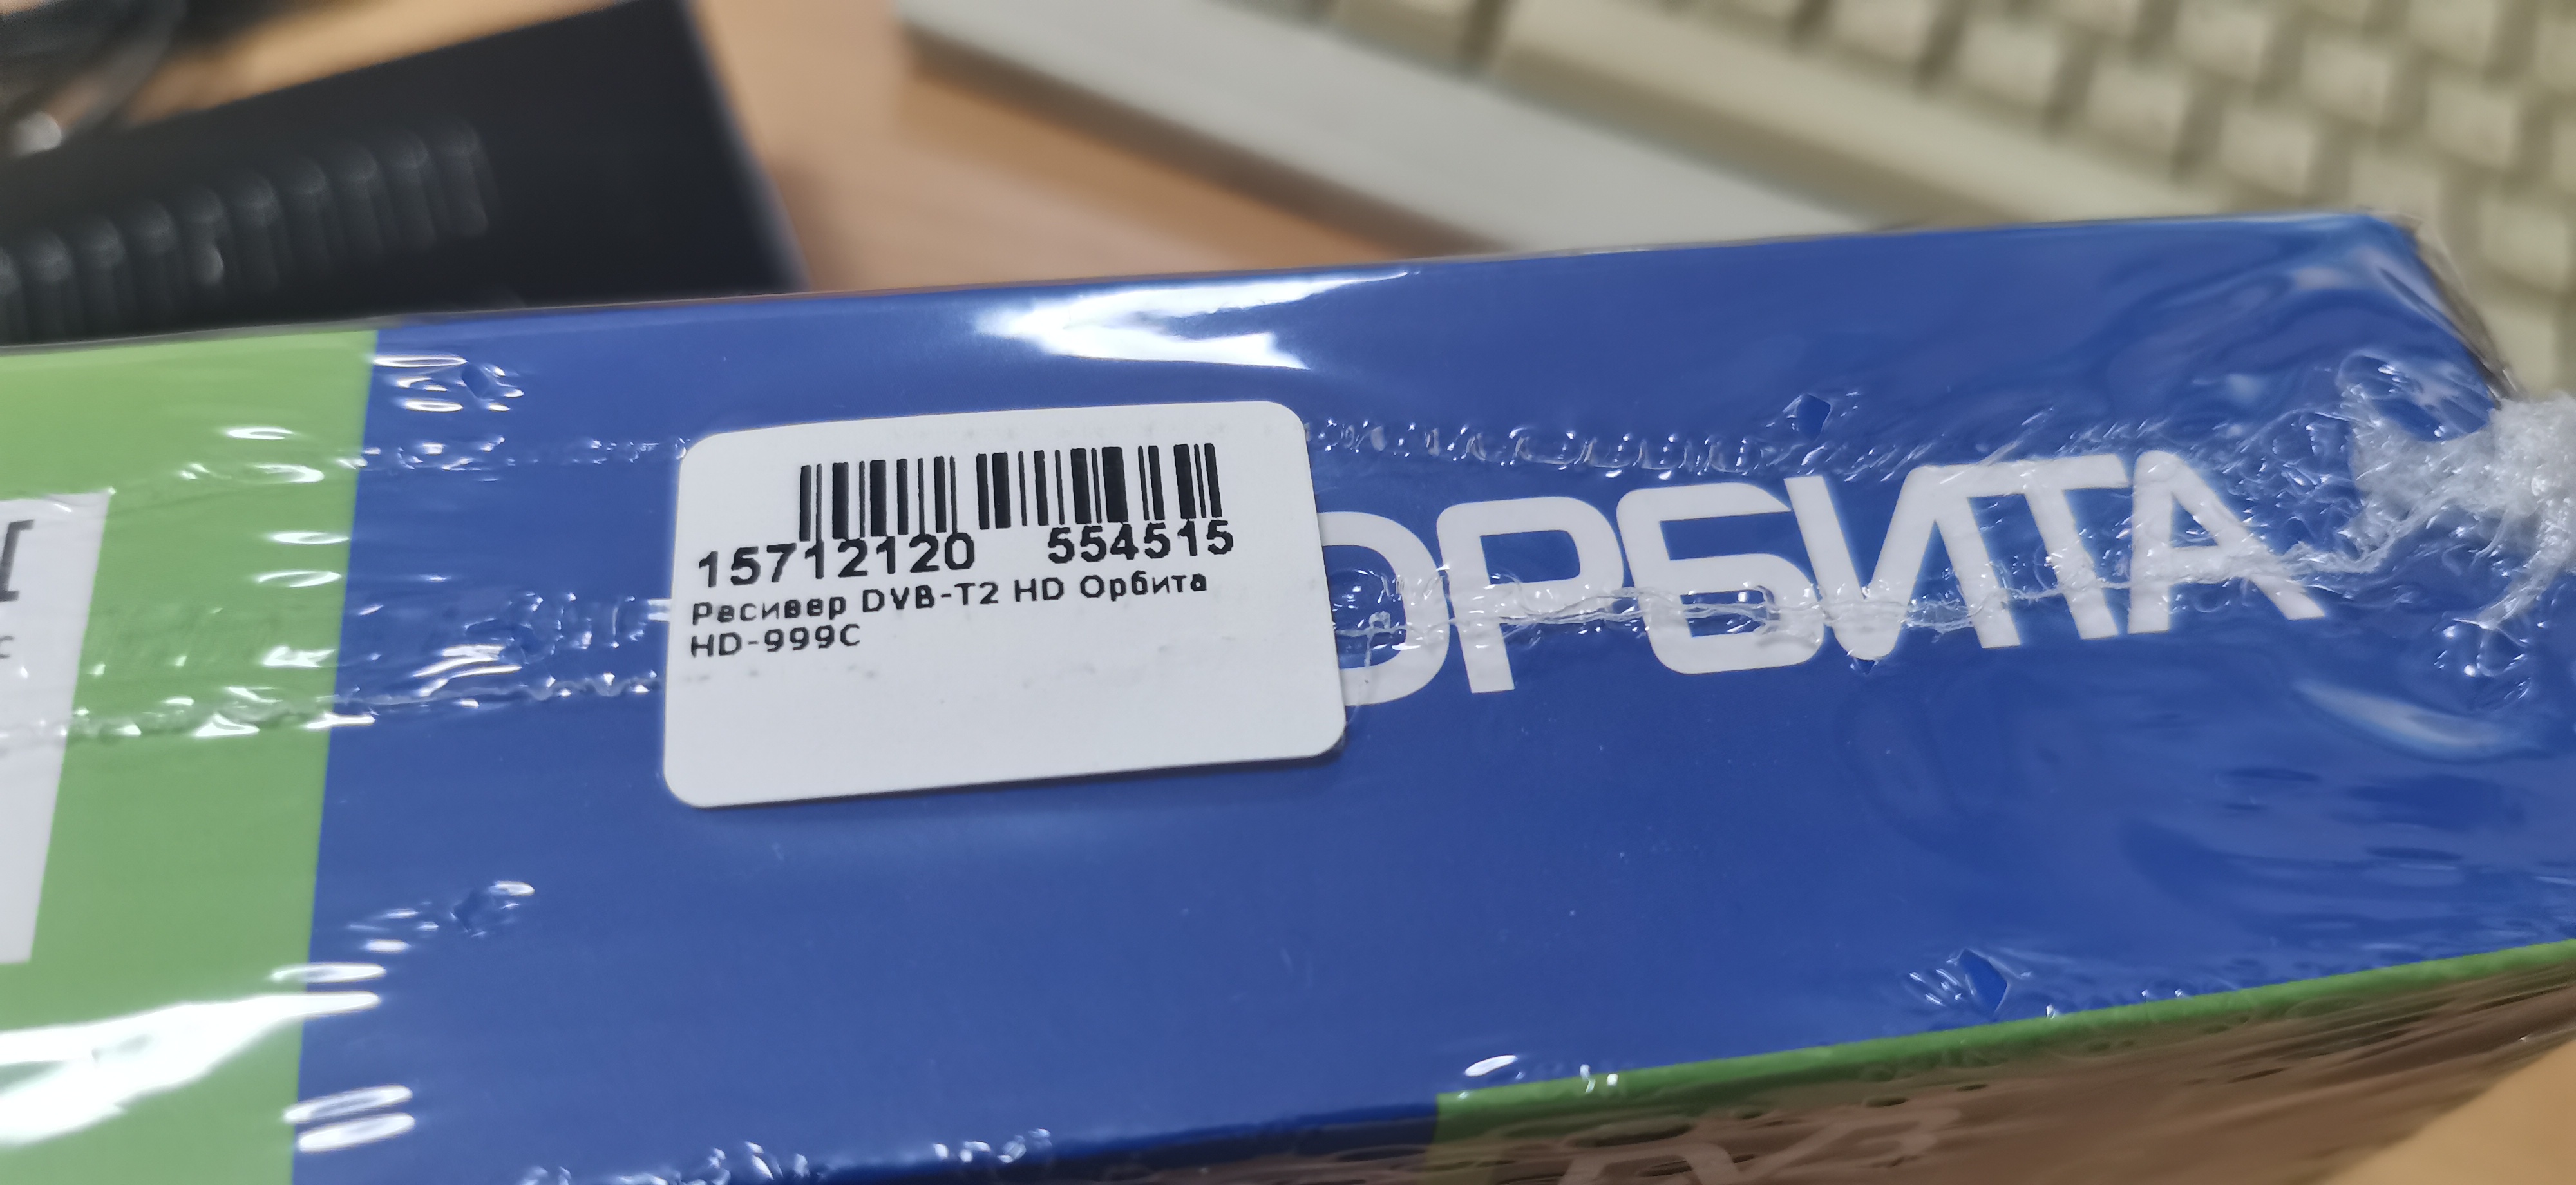 15712120 554515
Ресивер DVB-T2 HD Орбита
HD-999C
ОРБИТА